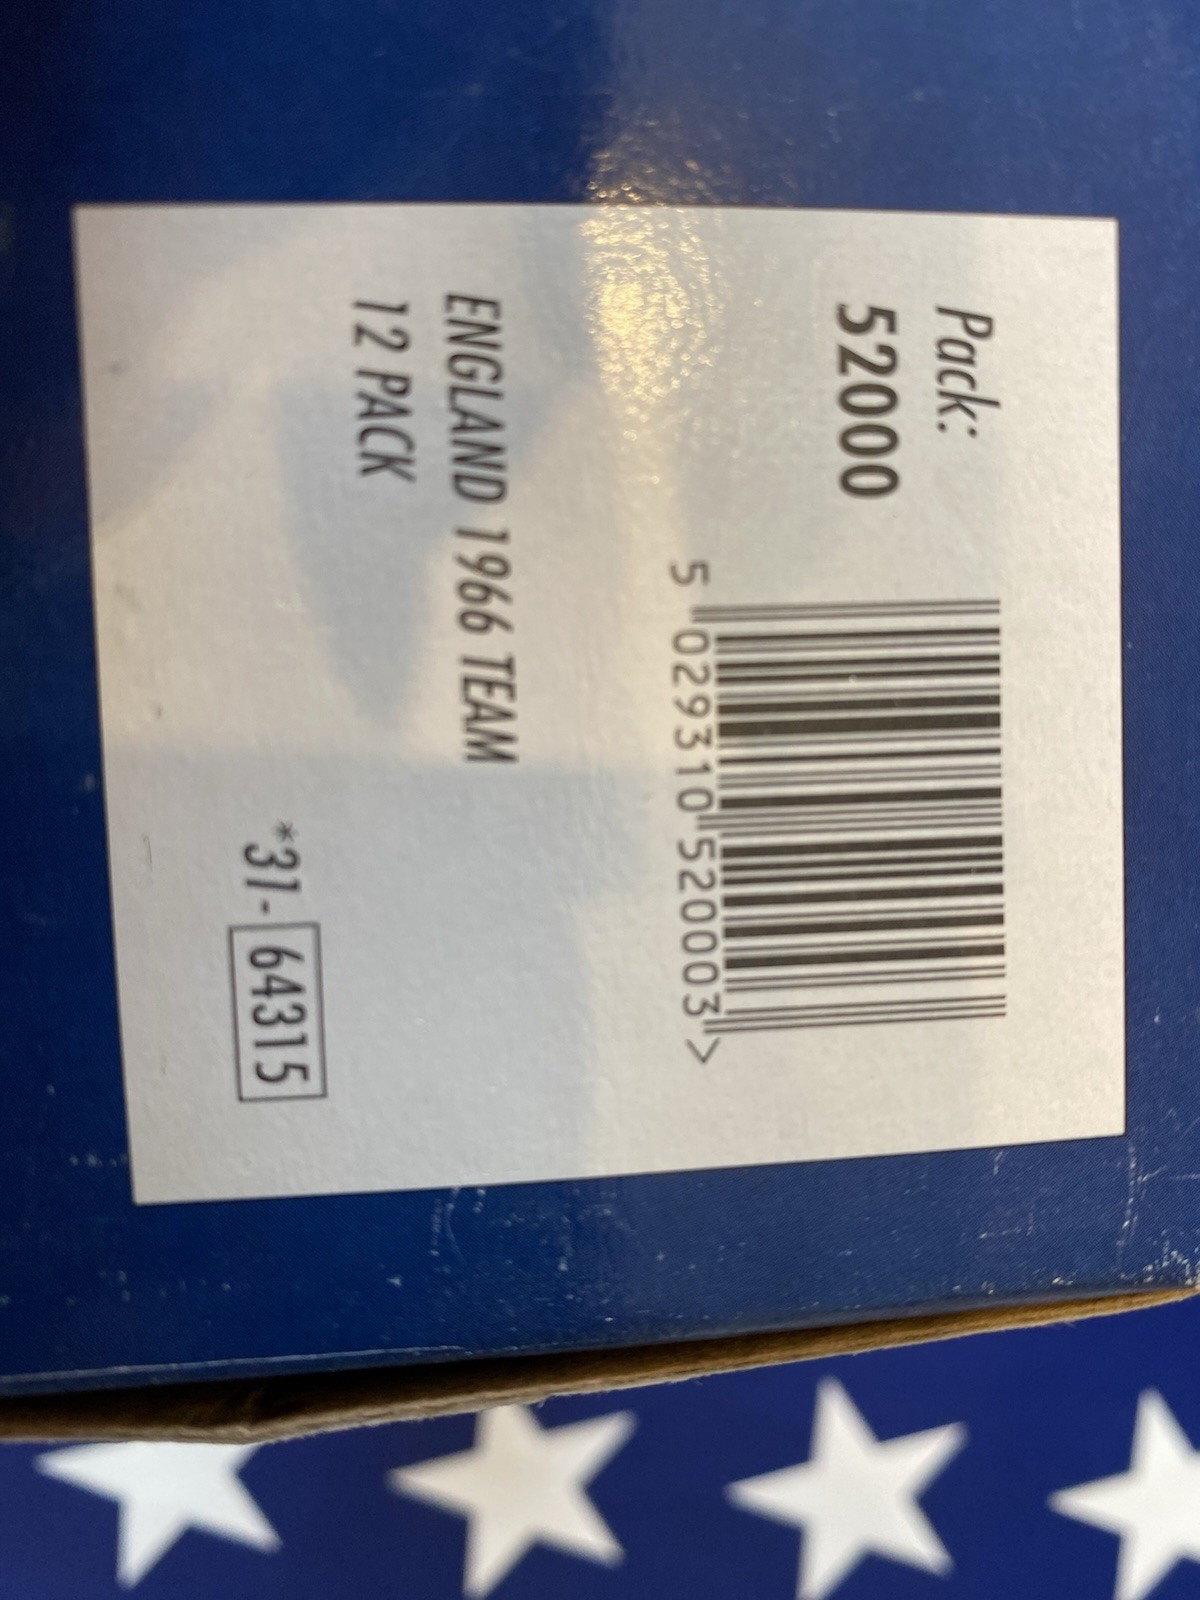 Pack:
52000
5 029310 520003 >
ENGLAND 1966 TEAM
12 PACK
*31- 64315